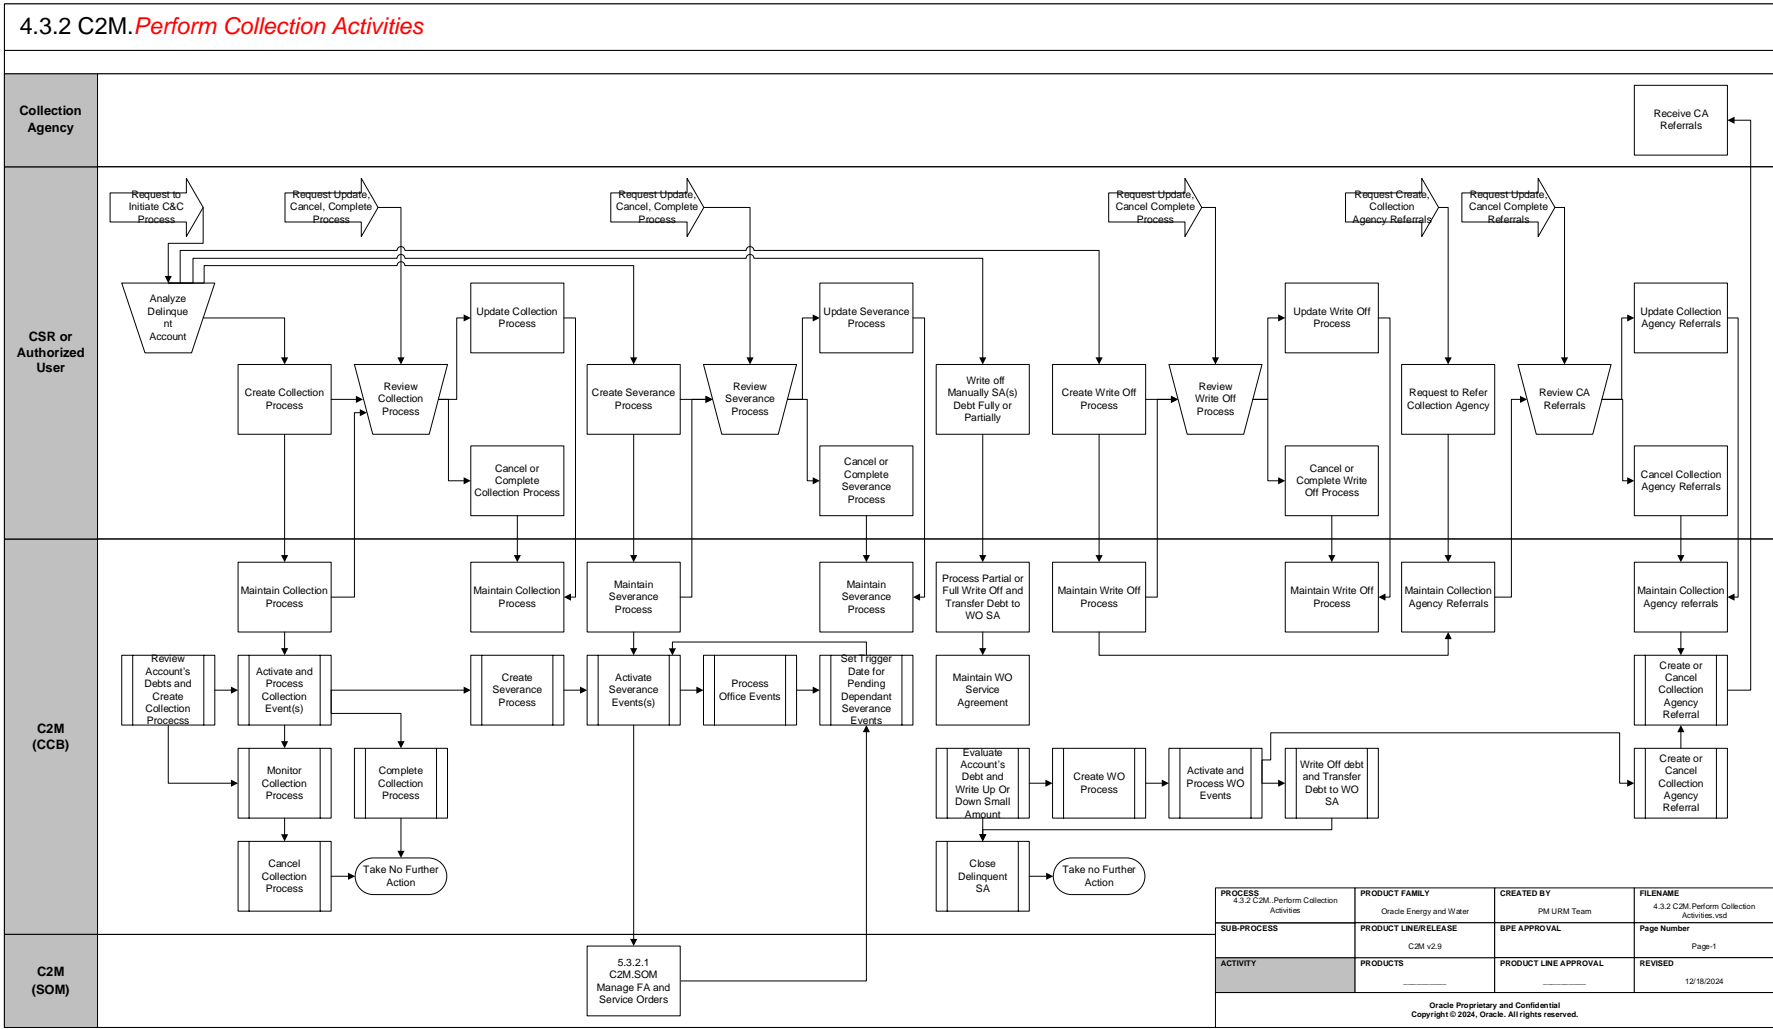 4.3.2 C2M.Perform Collection Activities
Collection
Agency
Receive CA
Referrals
CSR or
Authorized
User
Request to
Initiate C&C
Process
Request Update,
Cancel, Complete
Process
Request Update,
Cancel, Complete
Process
Request Update,
Cancel Complete
Process
Request Create,
Collection
Agency Referrals
Request Update,
Cancel Complete
Referrals
Analyze
Delinque
nt
Account
Update Collection
Process
Update Severance
Process
Update Write Off
Process
Update Collection
Agency Referrals
Create Collection
Process
Review
Collection
Process
Create Severance
Process
Review
Severance
Process
Write off
Manually SA(s)
Debt Fully or
Partially
Create Write Off
Process
Review
Write Off
Process
Request to Refer
Collection Agency
Review CA
Referrals
Cancel or
Complete
Collection Process
Cancel or
Complete
Severance
Process
Cancel or
Complete Write
Off Process
Cancel Collection
Agency Referrals
C2M
(CCB)
Maintain Collection
Process
Maintain Collection
Process
Maintain
Severance
Process
Maintain
Severance
Process
Process Partial or
Full Write Off and
Transfer Debt to
WO SA
Maintain Write Off
Process
Maintain Write Off
Process
Maintain Collection
Agency Referrals
Maintain Collection
Agency referrals
Review
Account's
Debts and
Create
Collection
Procecss
Activate and
Process
Collection
Event(s)
Create
Severance
Process
Activate
Severance
Events(s)
Process
Office Events
Set Trigger
Date for
Pending
Dependant
Severance
Events
Maintain WO
Service
Agreement
Create or
Cancel
Collection
Agency
Referral
Monitor
Collection
Process
Complete
Collection
Process
Evaluate
Account's
Debt and
Write Up Or
Down Small
Amount
Create WO
Process
Activate and
Process WO
Events
Write Off debt
and Transfer
Debt to WO
SA
Create or
Cancel
Collection
Agency
Referral
Cancel
Collection
Process
Take No Further
Action
Close
Delinquent
SA
Take no Further
Action
C2M
(SOM)
5.3.2.1
C2M.SOM
Manage FA and
Service Orders
PROCESS
4.3.2 C2M..Perform Collection
Activities
PRODUCT FAMILY
Oracle Energy and Water
CREATED BY
PM URM Team
FILENAME
4.3.2 C2M.Perform Collection
Activities.vsd
SUB-PROCESS
PRODUCT LINE/RELEASE
C2M v2.9
BPE APPROVAL
Page Number
Page-1
ACTIVITY
PRODUCTS
PRODUCT LINE APPROVAL
REVISED
12/18/2024
Oracle Proprietary and Confidential
Copyright © 2024, Oracle. All rights reserved.